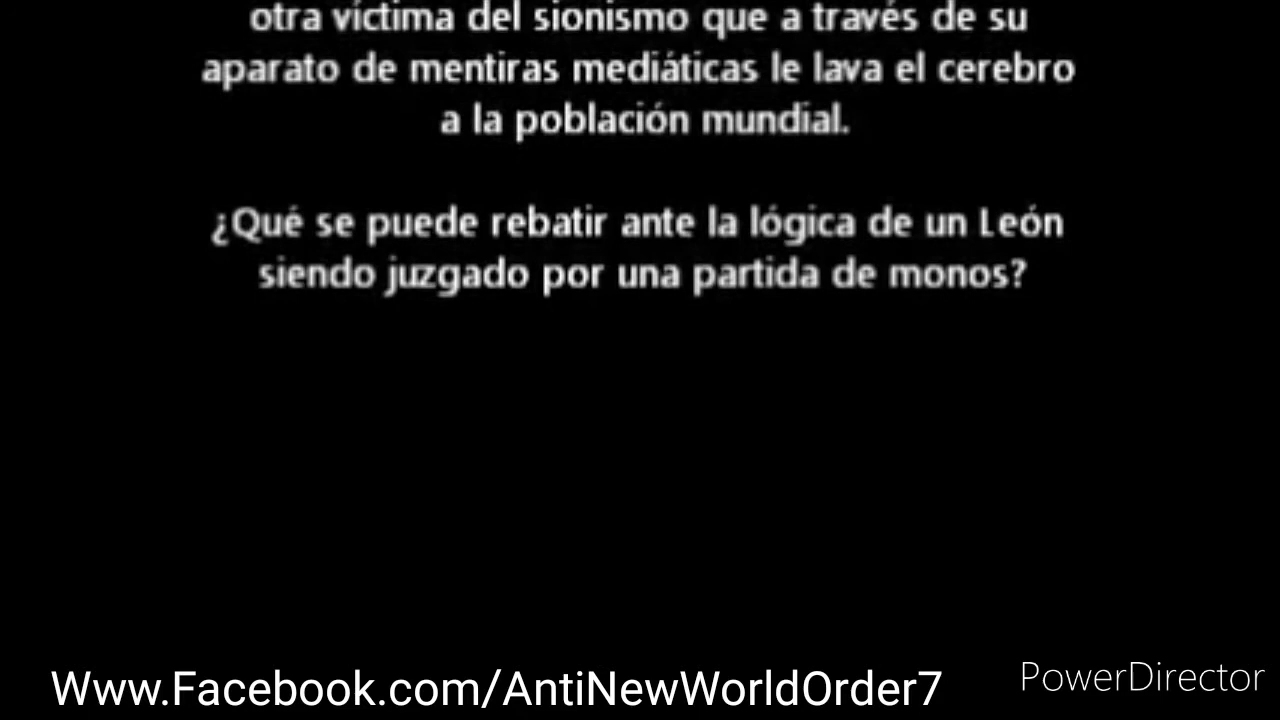 otra víctima del sionismo que a través de su
aparato de mentiras mediáticas le lava el cerebro
a la población mundial.
¿Qué se puede rebatir ante la lógica de un León
siendo juzgado por una partida de monos?
Www.Facebook.com/AntiNewWorldOrder7
PowerDirector